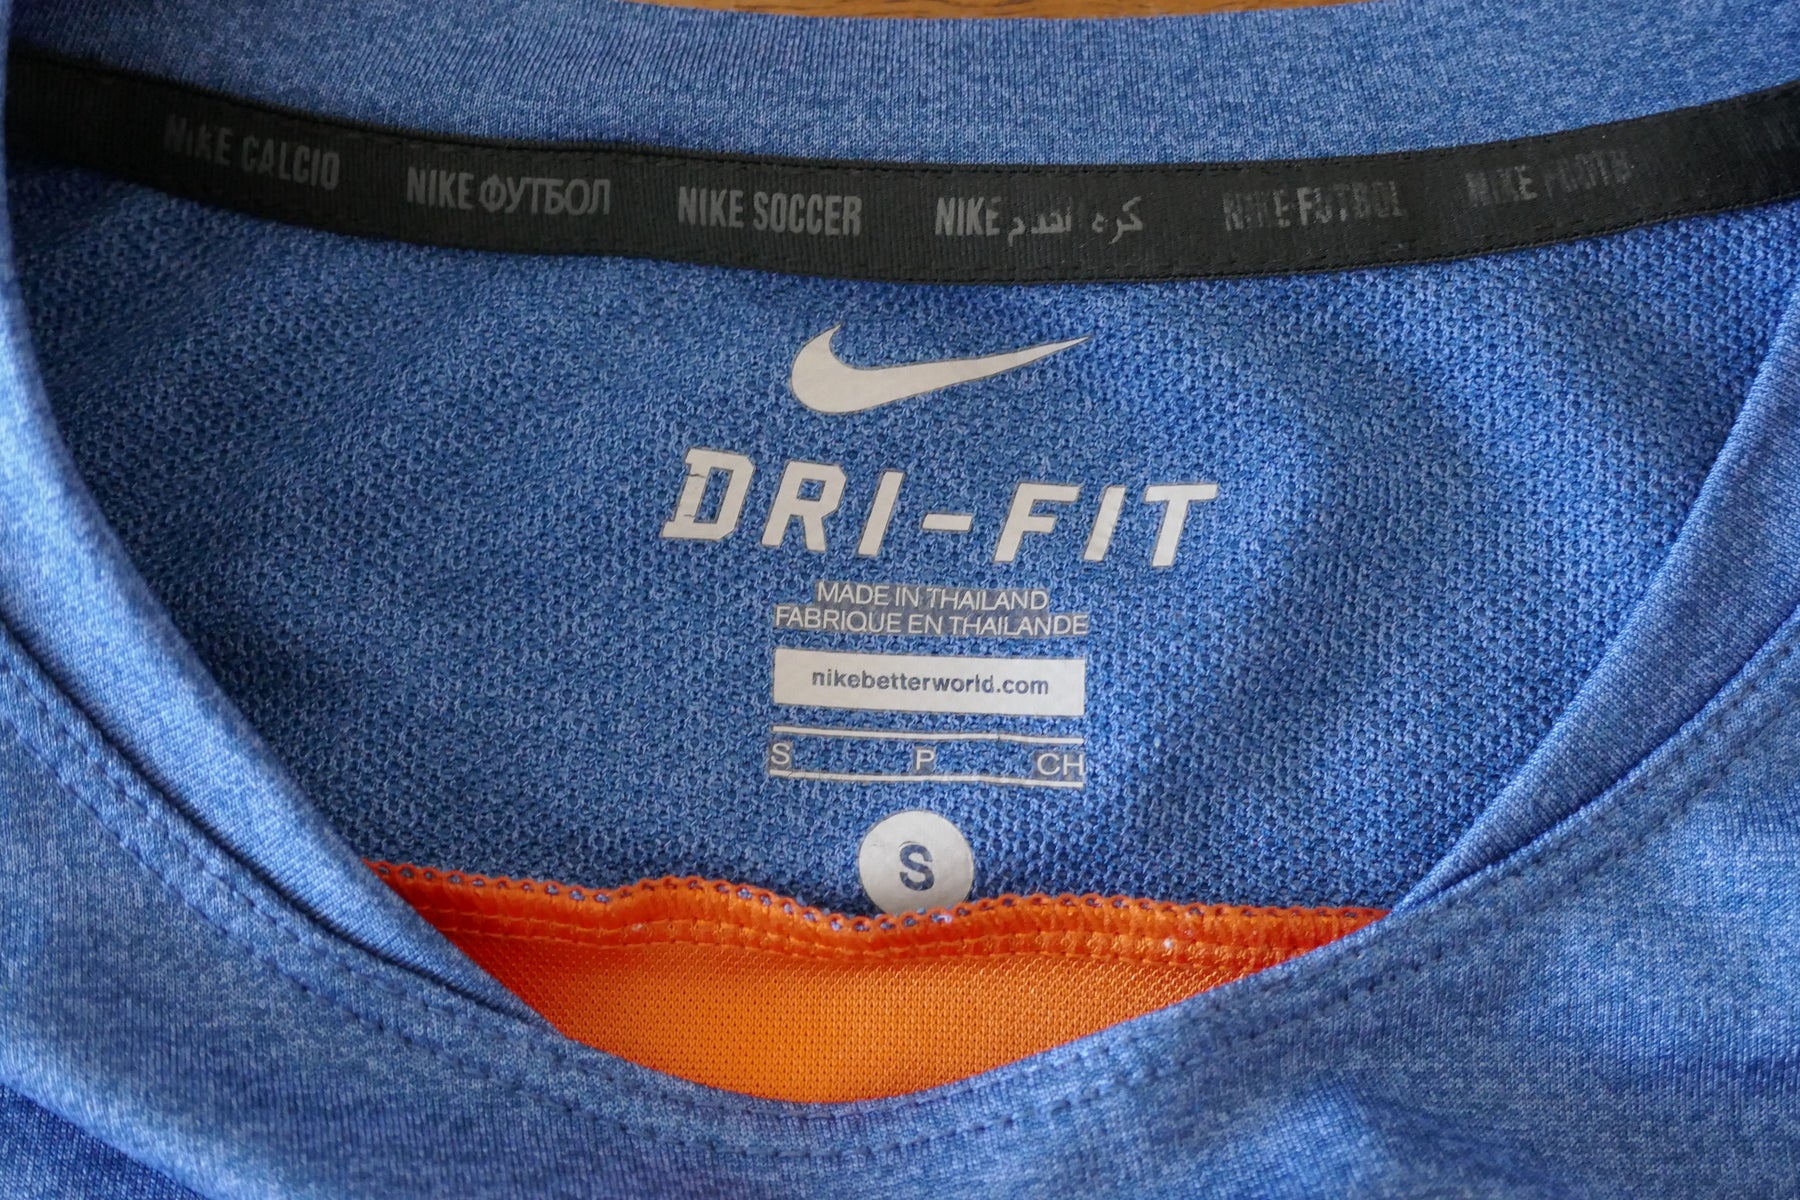 NIKE CALCIO NIKE ФУТБОЛ NIKE SOCCER NIKE كرة القدم NIKE FUTBOL NIKE
DRI-FIT
MADE IN THAILAND
FABRIQUE EN THAILANDE
nikebetterworld.com
S P CH
S